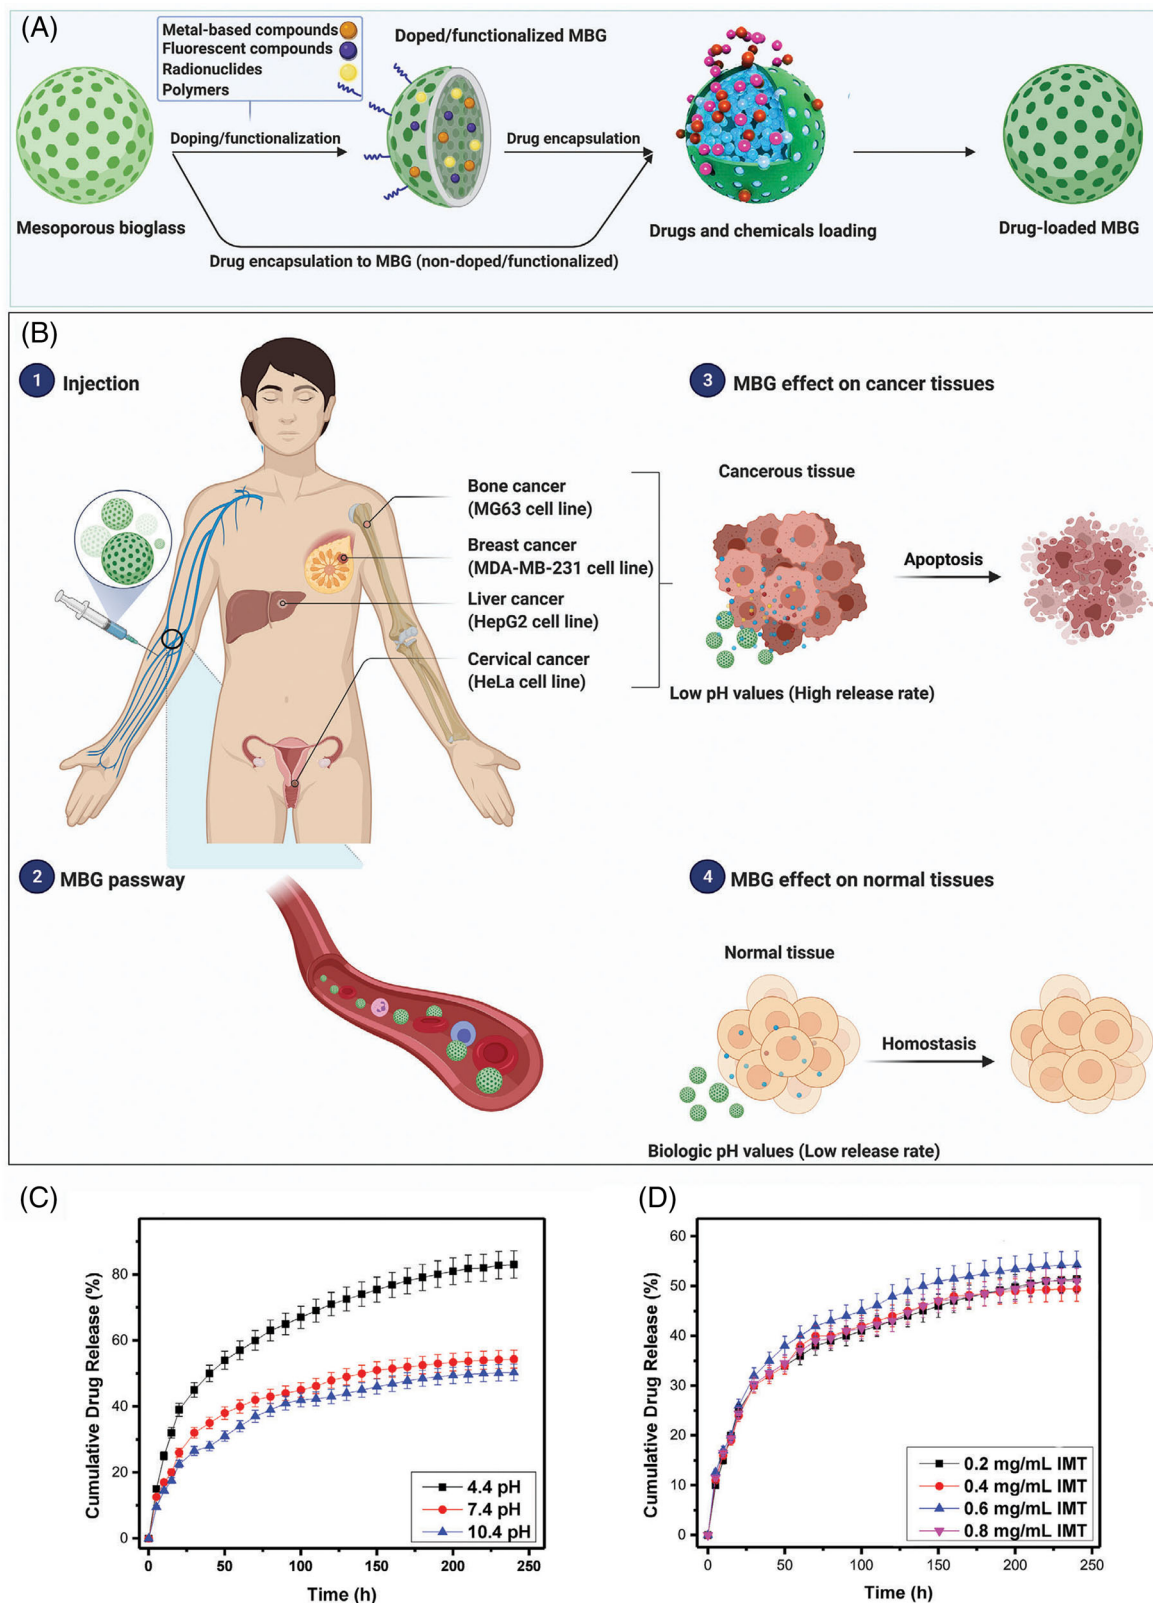 (A)
Metal-based compounds
Fluorescent compounds
Radionuclides
Polymers
Doped/functionalized MBG
Doping/functionalization
Drug encapsulation
Mesoporous bioglass
Drugs and chemicals loading
Drug-loaded MBG
Drug encapsulation to MBG (non-doped/functionalized)
(B)
1 Injection
Bone cancer
(MG63 cell line)
Breast cancer
(MDA-MB-231 cell line)
Liver cancer
(HepG2 cell line)
Cervical cancer
(HeLa cell line)
3 MBG effect on cancer tissues
Cancerous tissue
Apoptosis
Low pH values (High release rate)
2 MBG passway
4 MBG effect on normal tissues
Normal tissue
Homostasis
Biologic pH values (Low release rate)
(C)
Cumulative Drug Release (%)
80
60
40
20
0
4.4 pH
7.4 pH
10.4 pH
0 50 100 150 200 250
Time (h)
(D)
Cumulative Drug Release (%)
60
50
40
30
20
10
0
0.2 mg/mL IMT
0.4 mg/mL IMT
0.6 mg/mL IMT
0.8 mg/mL IMT
0 50 100 150 200 250
Time (h)